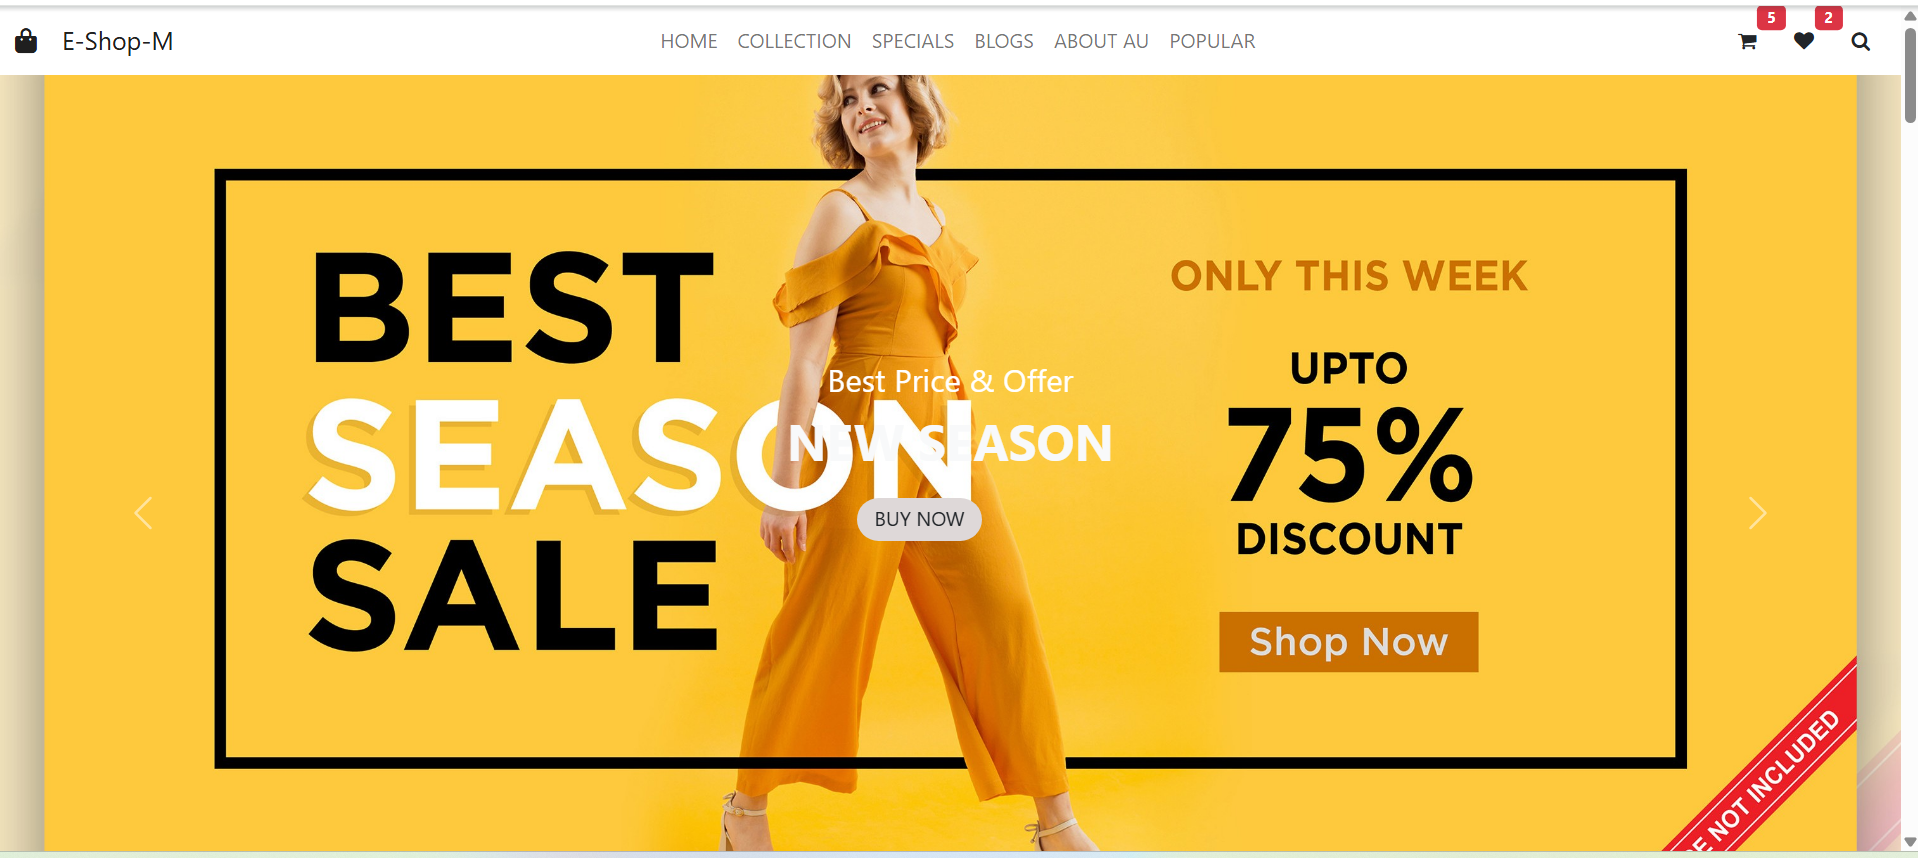 E-Shop-M
HOME COLLECTION SPECIALS BLOGS ABOUT AU POPULAR
5 2
BEST
SEASON
SALE
Best Price & Offer
NEW SEASON
BUY NOW
ONLY THIS WEEK
UPTO
75%
DISCOUNT
Shop Now
NOT INCLUDED